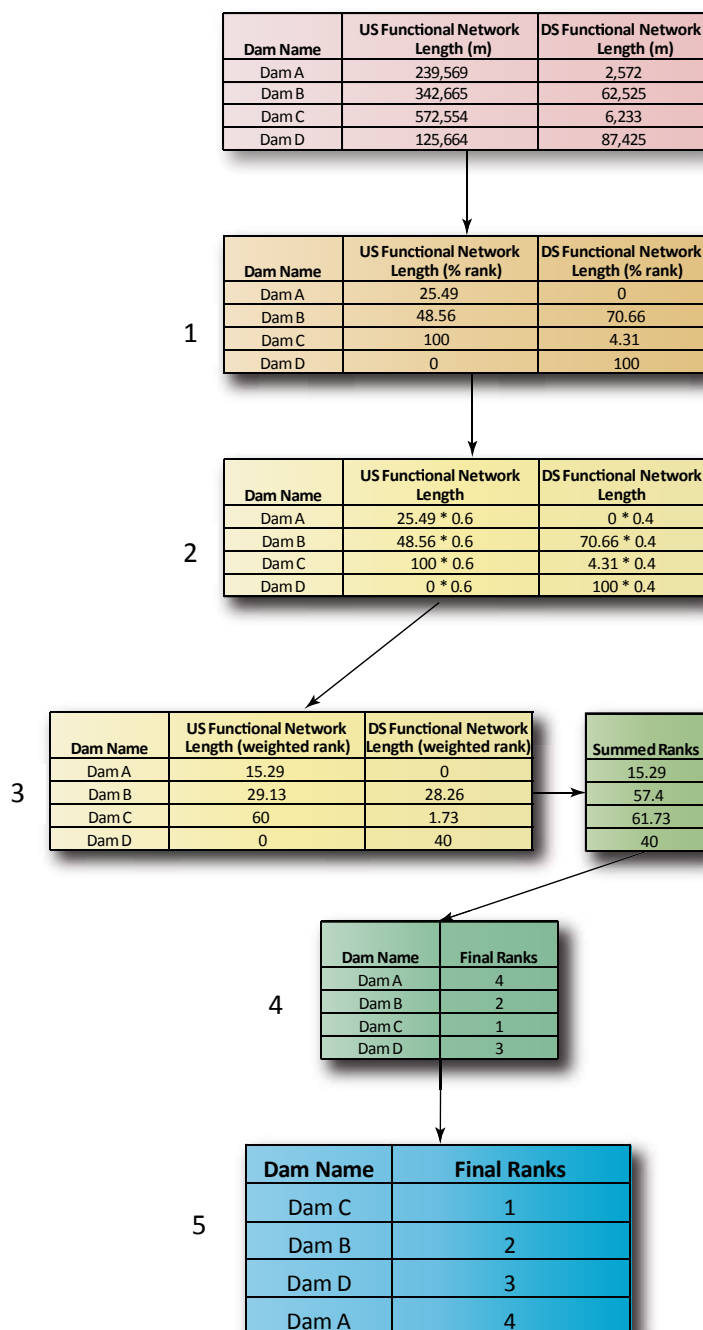 Dam Name US Functional Network Length (m) DS Functional Network Length (m)
Dam A 239,569 2,572
Dam B 342,665 62,525
Dam C 572,554 6,233
Dam D 125,664 87,425
1
Dam Name US Functional Network Length (% rank) DS Functional Network Length (% rank)
Dam A 25.49 0
Dam B 48.56 70.66
Dam C 100 4.31
Dam D 0 100
2
Dam Name US Functional Network Length DS Functional Network Length
Dam A 25.49 * 0.6 0 * 0.4
Dam B 48.56 * 0.6 70.66 * 0.4
Dam C 100 * 0.6 4.31 * 0.4
Dam D 0 * 0.6 100 * 0.4
3
Dam Name US Functional Network Length (weighted rank) DS Functional Network Length (weighted rank) Summed Ranks
Dam A 15.29 0 15.29
Dam B 29.13 28.26 57.4
Dam C 60 1.73 61.73
Dam D 0 40 40
4
Dam Name Final Ranks
Dam A 4
Dam B 2
Dam C 1
Dam D 3
5
Dam Name Final Ranks
Dam C 1
Dam B 2
Dam D 3
Dam A 4